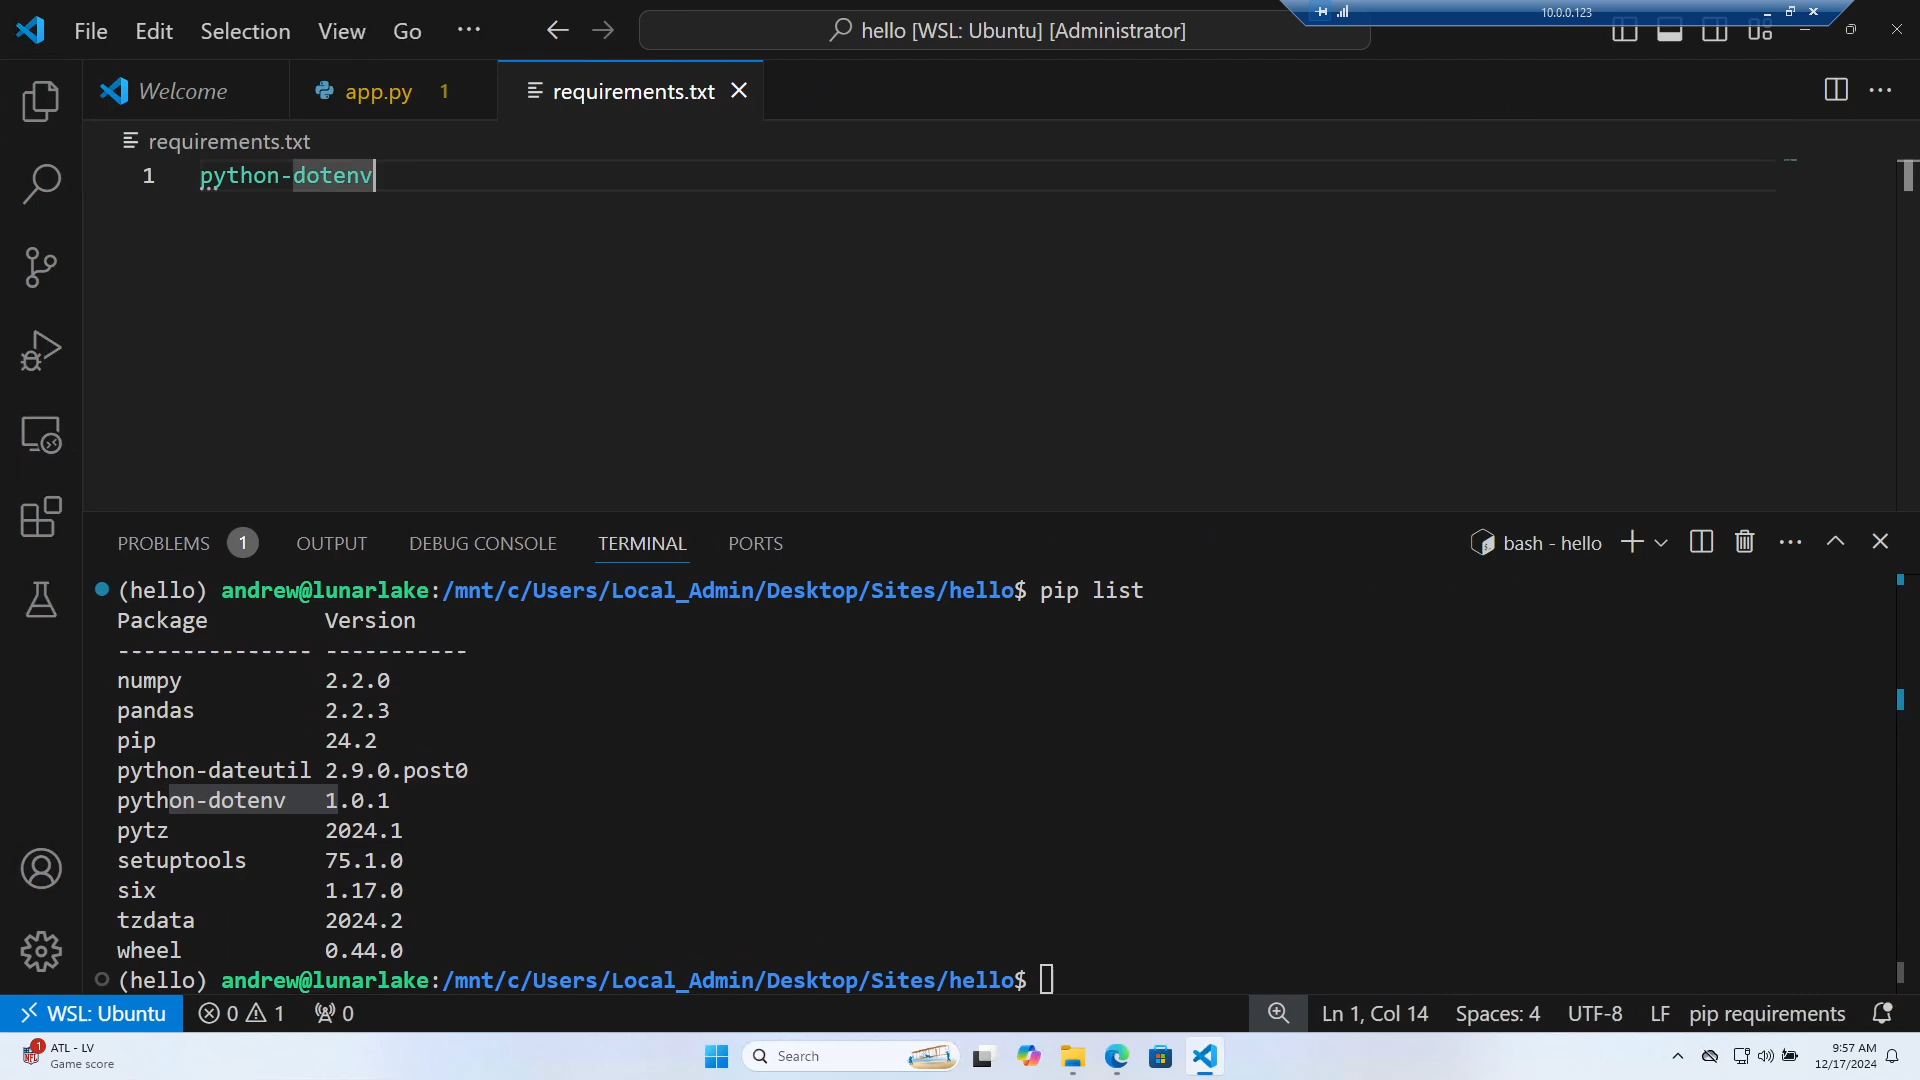 File Edit Selection View Go ··· hello [WSL: Ubuntu] [Administrator] 10.0.0.123
Welcome app.py 1 requirements.txt
requirements.txt
1 python-dotenv
PROBLEMS 1 OUTPUT DEBUG CONSOLE TERMINAL PORTS bash - hello
(hello) andrew@lunarlake:/mnt/c/Users/Local_Admin/Desktop/Sites/hello$ pip list
Package Version
--------------- -----------
numpy 2.2.0
pandas 2.2.3
pip 24.2
python-dateutil 2.9.0.post0
python-dotenv 1.0.1
pytz 2024.1
setuptools 75.1.0
six 1.17.0
tzdata 2024.2
wheel 0.44.0
(hello) andrew@lunarlake:/mnt/c/Users/Local_Admin/Desktop/Sites/hello$
WSL: Ubuntu 0 1 0 Ln 1, Col 14 Spaces: 4 UTF-8 LF pip requirements
1 ATL - LV
Game score
Search
9:57 AM
12/17/2024